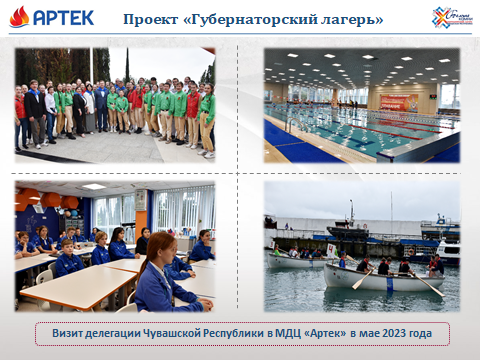 АРТЕК
Проект «Губернаторский лагерь»
Визит делегации Чувашской Республики в МДЦ «Артек» в мае 2023 года